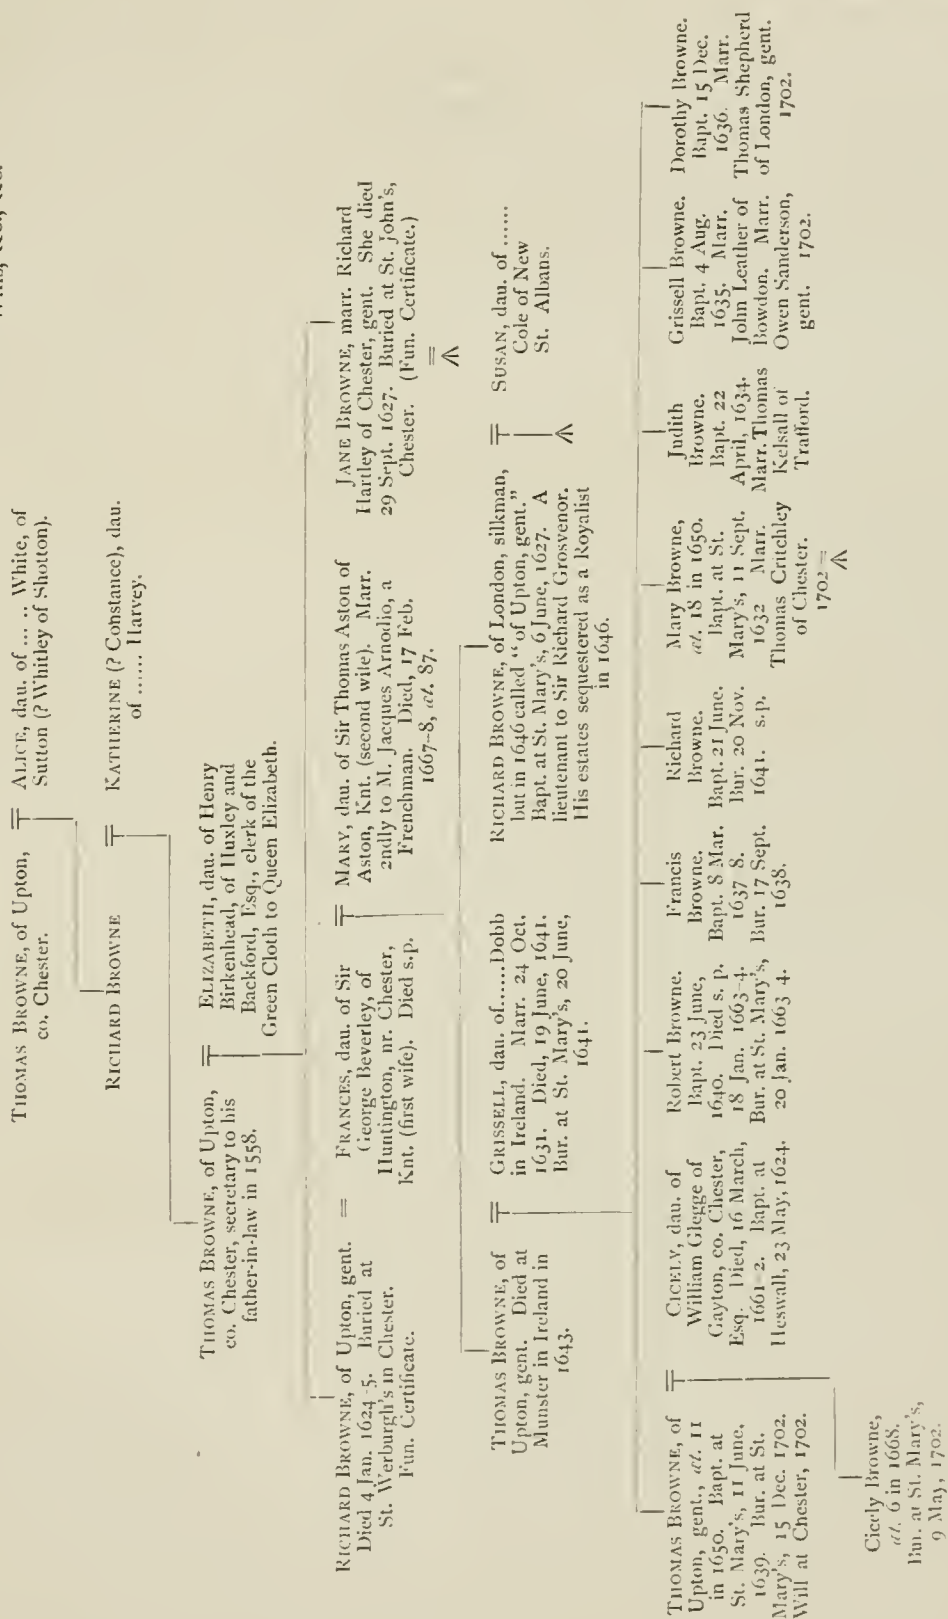 THOMAS BROWNE, of Upton,
co. Chester.
ALICE, dau. of ... .. White, of
Sutton (? Whitley of Shotton).
RICHARD BROWNE
KATHERINE (? Constance), dau.
of ...... Harvey.
THOMAS BROWNE, of Upton,
co. Chester, secretary to his
father-in-law in 1558.
ELIZABETH, dau. of Henry
Birkenhead, of Huxley and
Backford, Esq., clerk of the
Green Cloth to Queen Elizabeth.
RICHARD BROWNE, of Upton, gent.
Died 4 Jan. 1624-5. Buried at
St. Werburgh's in Chester.
Fun. Certificate.
=
FRANCES, dau. of Sir
George Beverley, of
Huntington, nr. Chester,
Knt. (first wife). Died s.p.
MARY, dau. of Sir Thomas Aston of
Aston, Knt. (second wife). Marr.
2ndly to M. Jacques Arnodio, a
Frenchman. Died, 17 Feb.
1667-8, æt. 87.
JANE BROWNE, marr. Richard
Hartley of Chester, gent. She died
29 Sept. 1627. Buried at St. John's,
Chester. (Fun. Certificate.)
=
THOMAS BROWNE, of
Upton, gent. Died at
Munster in Ireland in
1643.
GRISSELL, dau. of......Dobb
in Ireland. Marr. 24 Oct.
1631. Died, 19 June, 1641.
Bur. at St. Mary's, 20 June,
1641.
RICHARD BROWNE, of London, silkman,
but in 1646 called "of Upton, gent."
Bapt. at St. Mary's, 6 June, 1627. A
lieutenant to Sir Richard Grosvenor.
His estates sequestered as a Royalist
in 1646.
SUSAN, dau. of ......
Cole of New
St. Albans.
THOMAS BROWNE, of
Upton, gent., æt. 11
in 1650. Bapt. at
St. Mary's, 11 June,
1639. Bur. at St.
Mary's, 15 Dec. 1702.
Will at Chester, 1702.
CICELY, dau. of
William Glegge of
Gayton, co. Chester,
Esq. Died, 16 March,
1661-2. Bapt. at
Heswall, 23 May, 1624.
Robert Browne.
Bapt. 23 June,
1640. Died s. p.
18 Jan. 1663-4.
Bur. at St. Mary's,
20 Jan. 1663 4.
Francis
Browne.
Bapt. 8 Mar.
1637 8.
Bur. 17 Sept.
1638.
Richard
Browne.
Bapt. 21 June.
Bur. 20 Nov.
1641. s.p.
Mary Browne,
æt. 18 in 1650.
Bapt. at St.
Mary's, 11 Sept.
1632 Marr.
Thomas Critchley
of Chester.
1702 =
Judith
Browne.
Bapt. 22
April, 1634.
Marr. Thomas
Kelsall of
Trafford.
Grissell Browne.
Bapt. 4 Aug.
1635. Marr.
John Leather of
Bowdon. Marr.
Owen Sanderson,
gent. 1702.
Dorothy Browne.
Bapt. 15 Dec.
1636. Marr.
Thomas Shepherd
of London, gent.
1702.
Cicely Browne,
æt. 6 in 1668.
Bur. at St. Mary's,
9 May, 1702.